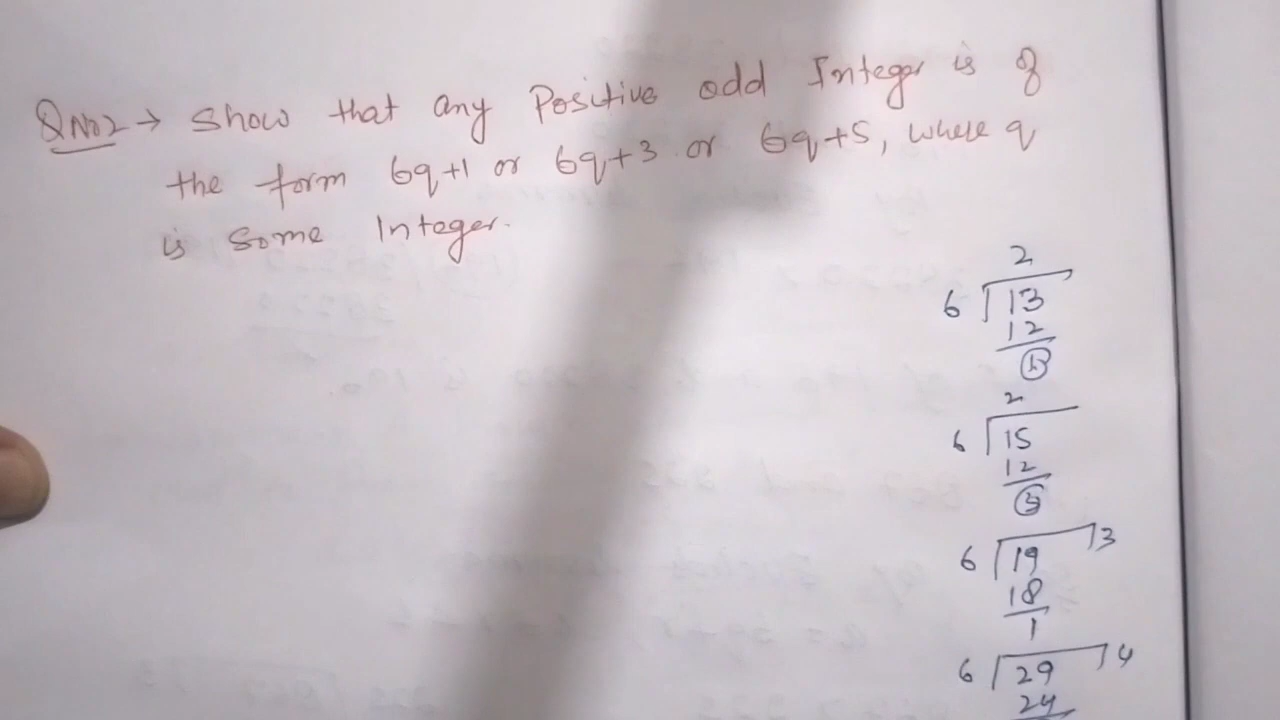 Q No 2 → Show that any Positive odd Integer is of
the form 6q+1 or 6q+3 or 6q+5, where q
is some Integer.
2
6 13
12
1
2
6 15
12
3
6 19 3
18
1
6 29 4
24